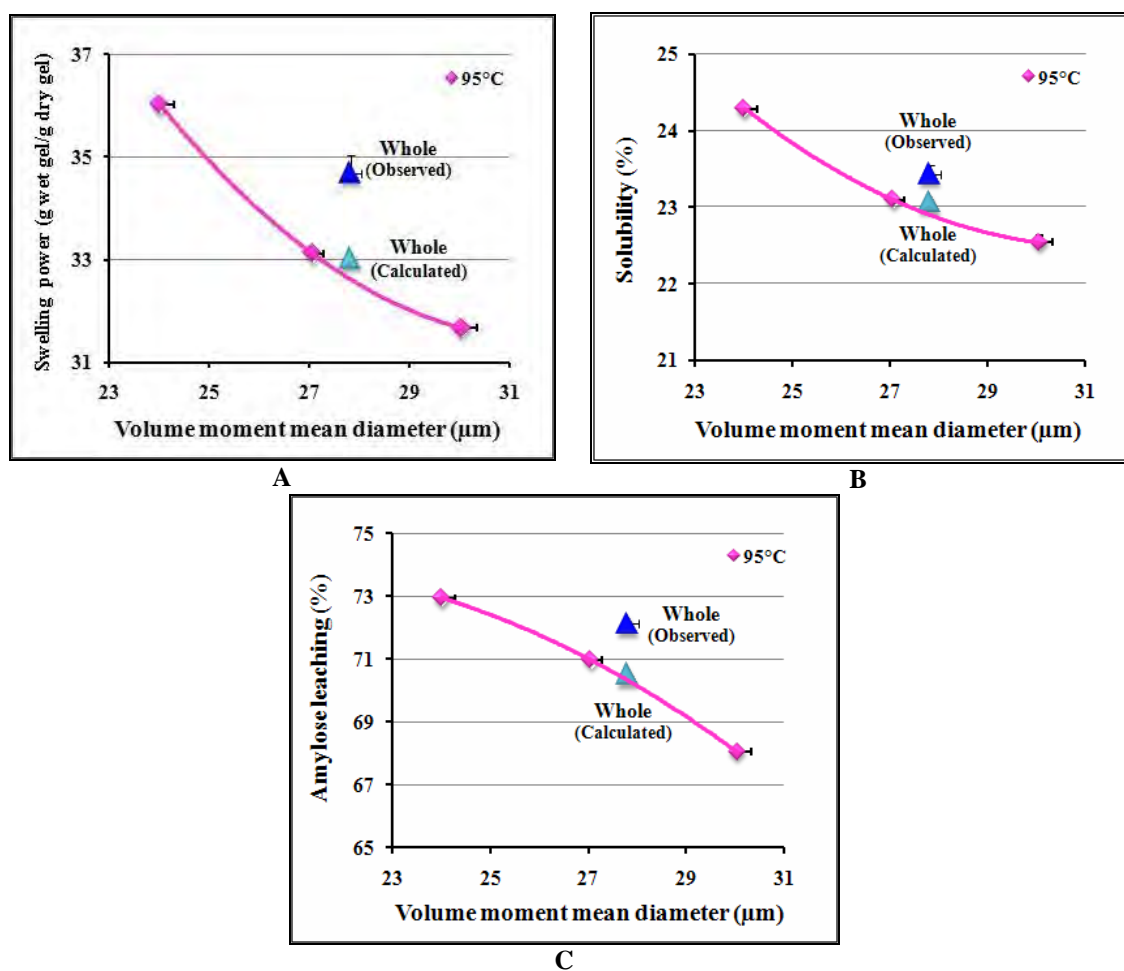 Swelling power (g wet gel/g dry gel)
37
35
33
31
95°C
Whole
(Observed)
Whole
(Calculated)
23 25 27 29 31
Volume moment mean diameter (µm)
A
Solubility (%)
25
24
23
22
21
95°C
Whole
(Observed)
Whole
(Calculated)
23 25 27 29 31
Volume moment mean diameter (µm)
B
Amylose leaching (%)
75
73
71
69
67
65
95°C
Whole
(Observed)
Whole
(Calculated)
23 25 27 29 31
Volume moment mean diameter (µm)
C